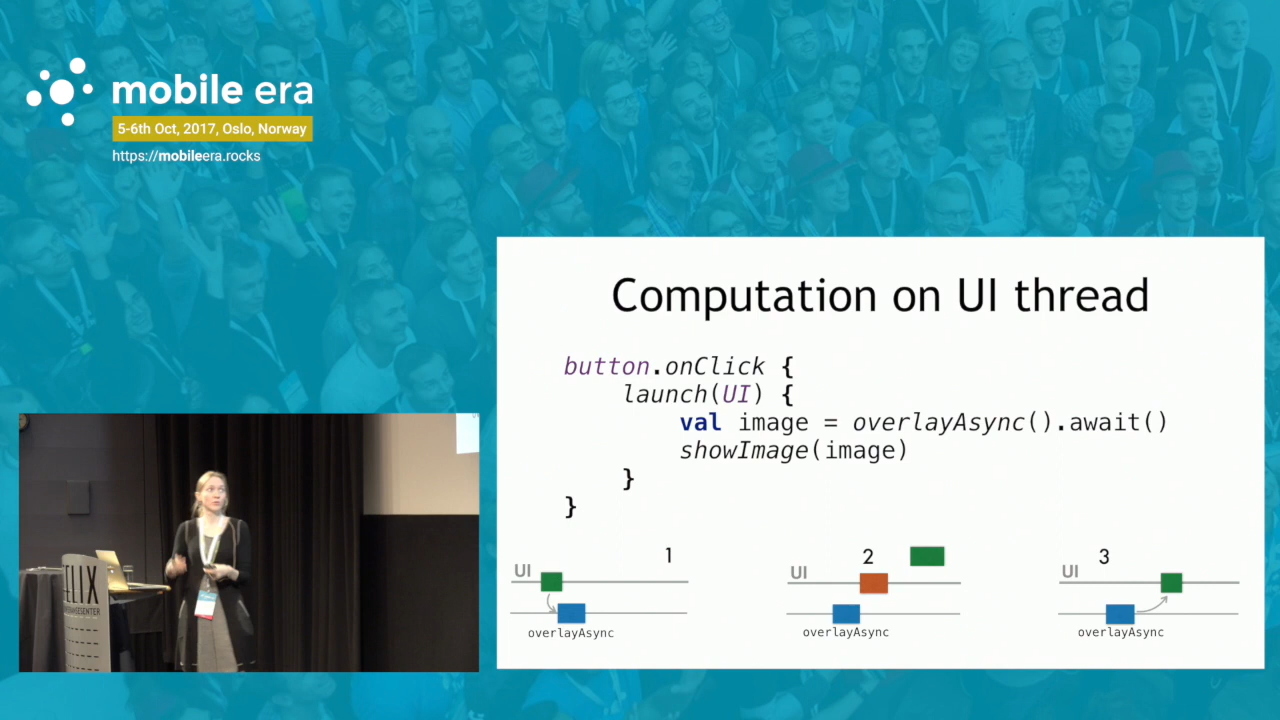 mobile era
5-6th Oct, 2017, Oslo, Norway
https://mobileera.rocks
Computation on UI thread
button.onClick {
launch(UI) {
val image = overlayAsync().await()
showImage(image)
}
}
1
UI
overlayAsync
2
UI
overlayAsync
3
UI
overlayAsync